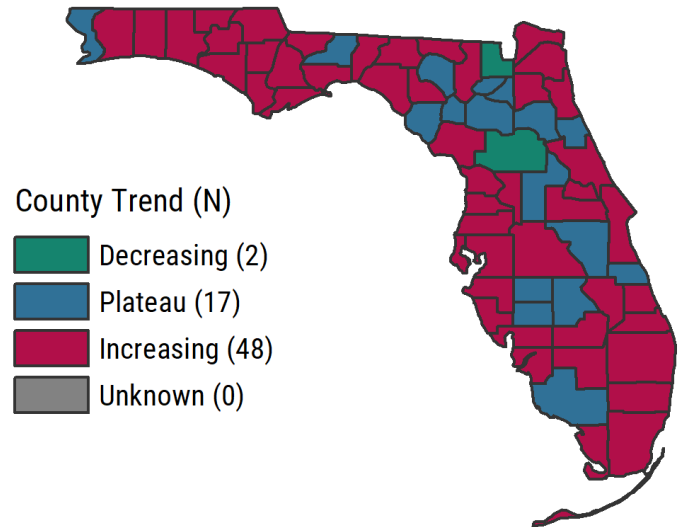 County Trend (N)
Decreasing (2)
Plateau (17)
Increasing (48)
Unknown (0)